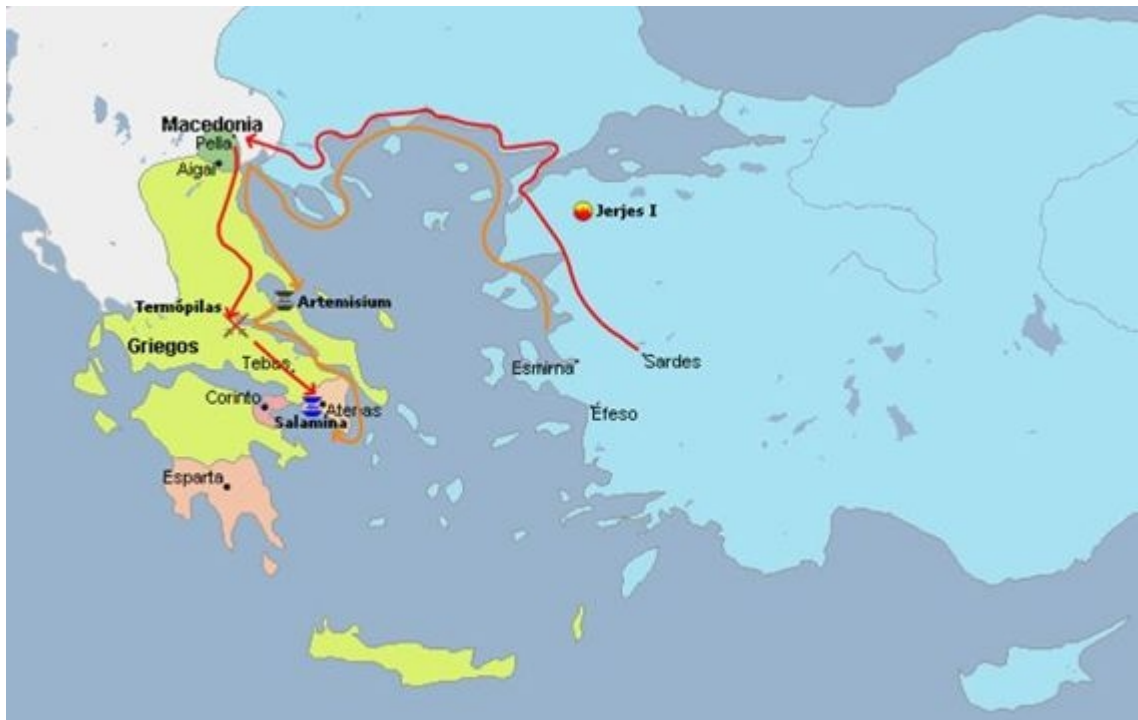 Macedonia
Pella
Aigai
Jerjes I
Termópilas
Artemisium
Griegos
Tebas
Esmirna
Sardes
Corinto
Atenas
Éfeso
Salamina
Esparta